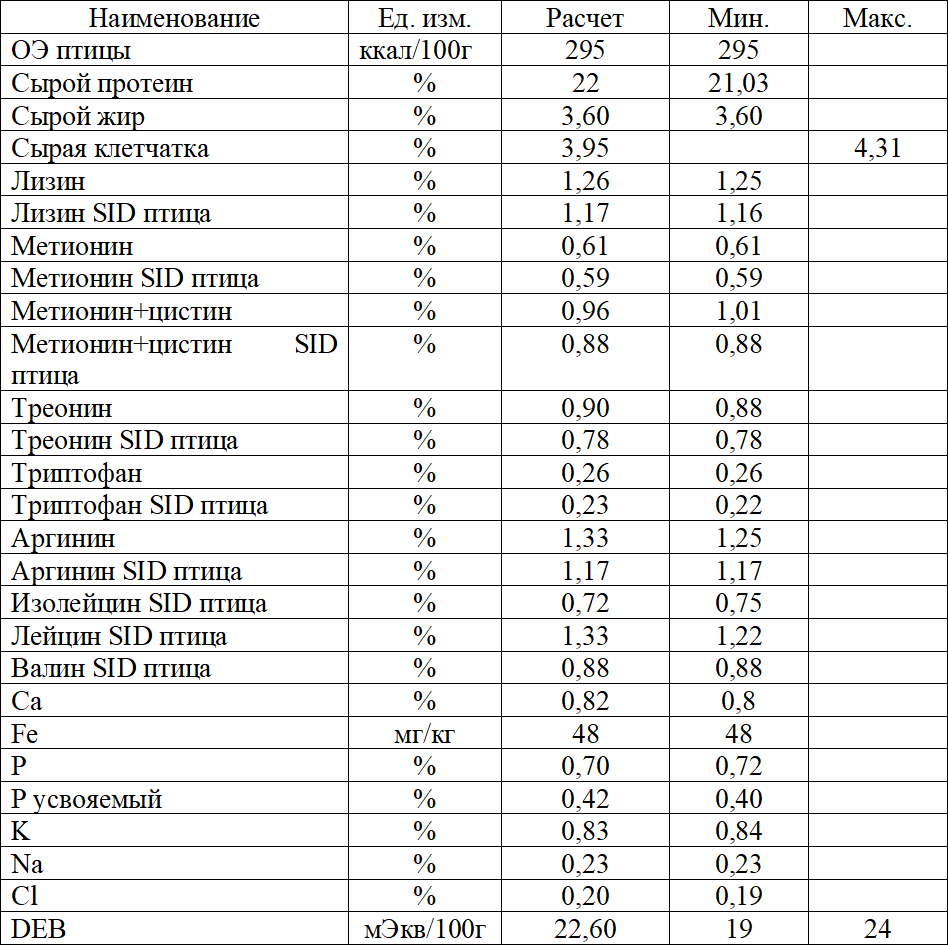 Наименование Ед. изм. Расчет Мин. Макс.
ОЭ птицы ккал/100г 295 295
Сырой протеин % 22 21,03
Сырой жир % 3,60 3,60
Сырая клетчатка % 3,95 4,31
Лизин % 1,26 1,25
Лизин SID птица % 1,17 1,16
Метионин % 0,61 0,61
Метионин SID птица % 0,59 0,59
Метионин+цистин % 0,96 1,01
Метионин+цистин SID % 0,88 0,88
птица
Треонин % 0,90 0,88
Треонин SID птица % 0,78 0,78
Триптофан % 0,26 0,26
Триптофан SID птица % 0,23 0,22
Аргинин % 1,33 1,25
Аргинин SID птица % 1,17 1,17
Изолейцин SID птица % 0,72 0,75
Лейцин SID птица % 1,33 1,22
Валин SID птица % 0,88 0,88
Ca % 0,82 0,8
Fe мг/кг 48 48
P % 0,70 0,72
P усвояемый % 0,42 0,40
K % 0,83 0,84
Na % 0,23 0,23
Cl % 0,20 0,19
DEB мЭкв/100г 22,60 19 24